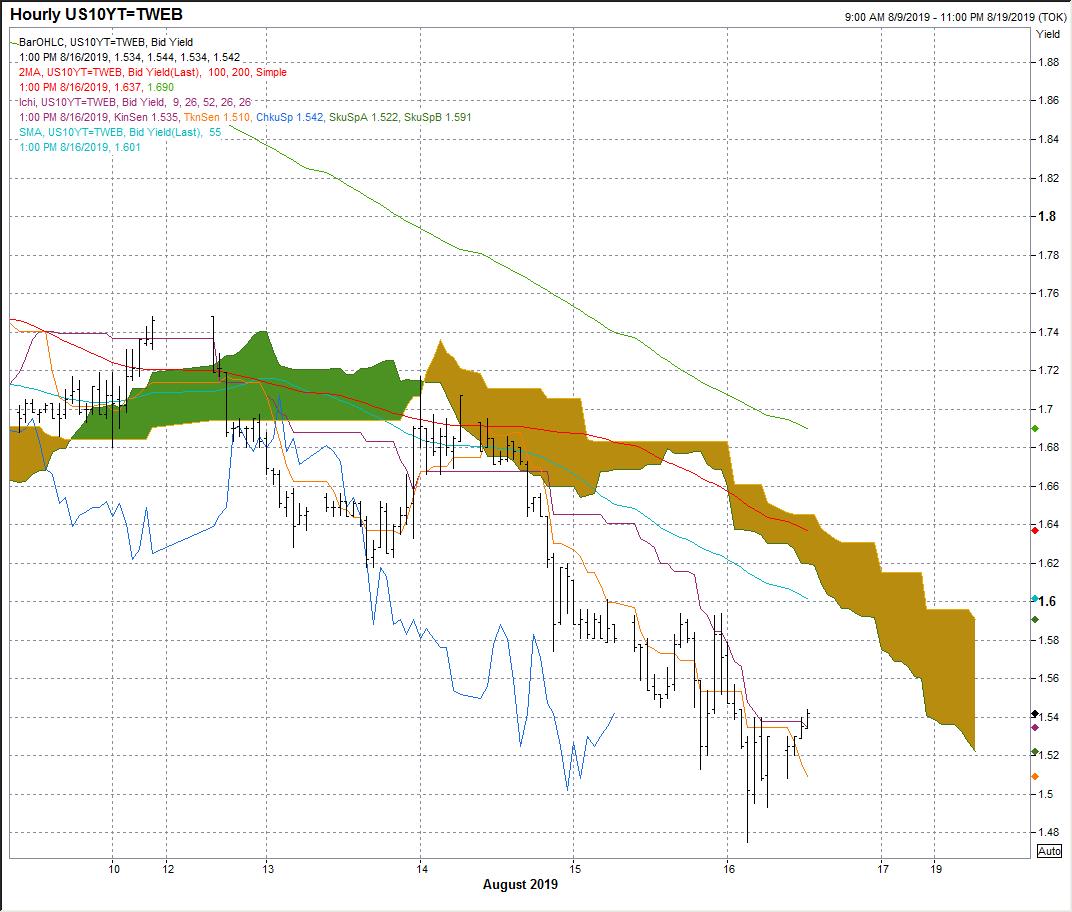 Hourly US10YT=TWEB
9:00 AM 8/9/2019 - 11:00 PM 8/19/2019 (TOK)
Yield
BarOHLC, US10YT=TWEB, Bid Yield
1:00 PM 8/16/2019, 1.534, 1.544, 1.534, 1.542
2MA, US10YT=TWEB, Bid Yield(Last), 100, 200, Simple
1:00 PM 8/16/2019, 1.637, 1.690
Ichi, US10YT=TWEB, Bid Yield, 9, 26, 52, 26, 26
1:00 PM 8/16/2019, KinSen 1.535, TknSen 1.510, ChkuSp 1.542, SkuSpA 1.522, SkuSpB 1.591
SMA, US10YT=TWEB, Bid Yield(Last), 55
1:00 PM 8/16/2019, 1.601
1.88
1.86
1.84
1.82
1.8
1.78
1.76
1.74
1.72
1.7
1.68
1.66
1.64
1.62
1.6
1.58
1.56
1.54
1.52
1.5
1.48
Auto
10 12 13 14 15 16 17 19
August 2019